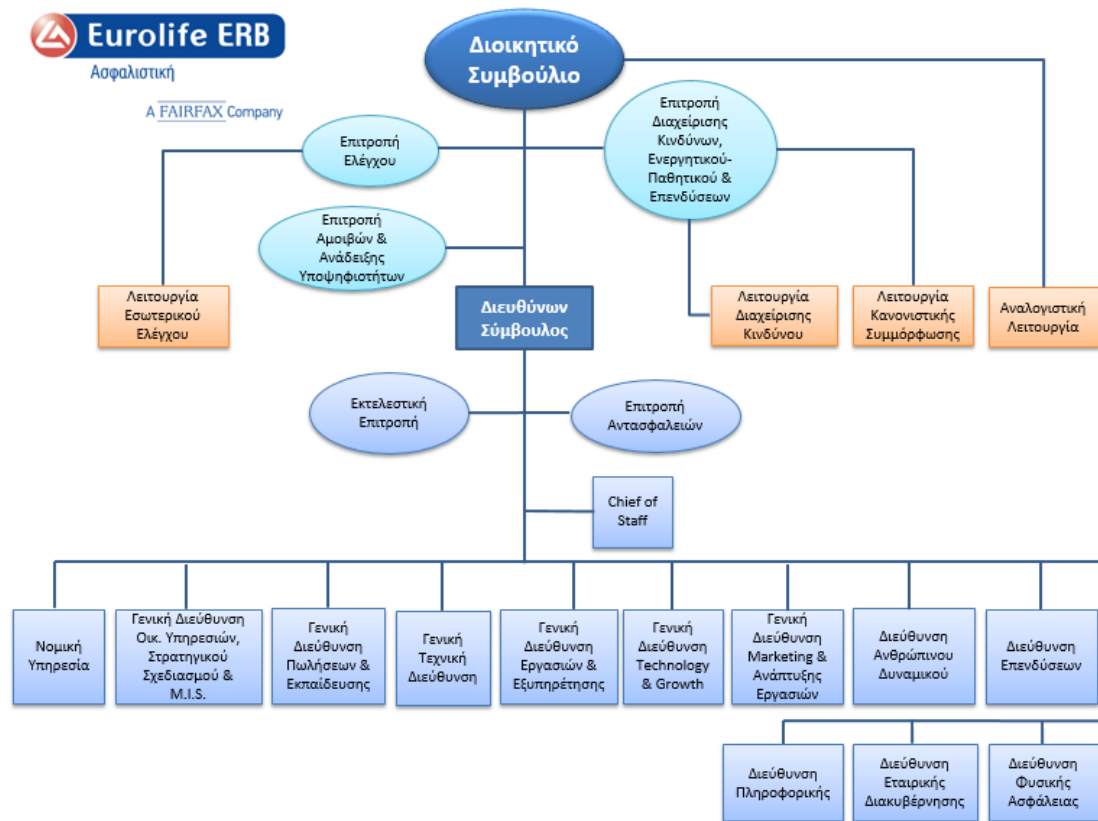 Eurolife ERB
Ασφαλιστική
A FAIRFAX Company
Διοικητικό
Συμβούλιο
Επιτροπή
Ελέγχου
Επιτροπή
Διαχείρισης
Κινδύνων,
Ενεργητικού-
Παθητικού &
Επενδύσεων
Επιτροπή
Αμοιβών &
Ανάδειξης
Υποψηφιοτήτων
Λειτουργία
Εσωτερικού
Ελέγχου
Διευθύνων
Σύμβουλος
Λειτουργία
Διαχείρισης
Κινδύνου
Λειτουργία
Κανονιστικής
Συμμόρφωσης
Αναλογιστική
Λειτουργία
Εκτελεστική
Επιτροπή
Επιτροπή
Αντασφαλειών
Chief of
Staff
Νομική
Υπηρεσία
Γενική Διεύθυνση
Οικ. Υπηρεσιών,
Στρατηγικού
Σχεδιασμού &
M.I.S.
Γενική
Διεύθυνση
Πωλήσεων &
Εκπαίδευσης
Γενική
Τεχνική
Διεύθυνση
Γενική
Διεύθυνση
Εργασιών &
Εξυπηρέτησης
Γενική
Διεύθυνση
Technology
& Growth
Γενική
Διεύθυνση
Marketing &
Ανάπτυξης
Εργασιών
Διεύθυνση
Ανθρώπινου
Δυναμικού
Διεύθυνση
Επενδύσεων
Διεύθυνση
Πληροφορικής
Διεύθυνση
Εταιρικής
Διακυβέρνησης
Διεύθυνση
Φυσικής
Ασφάλειας